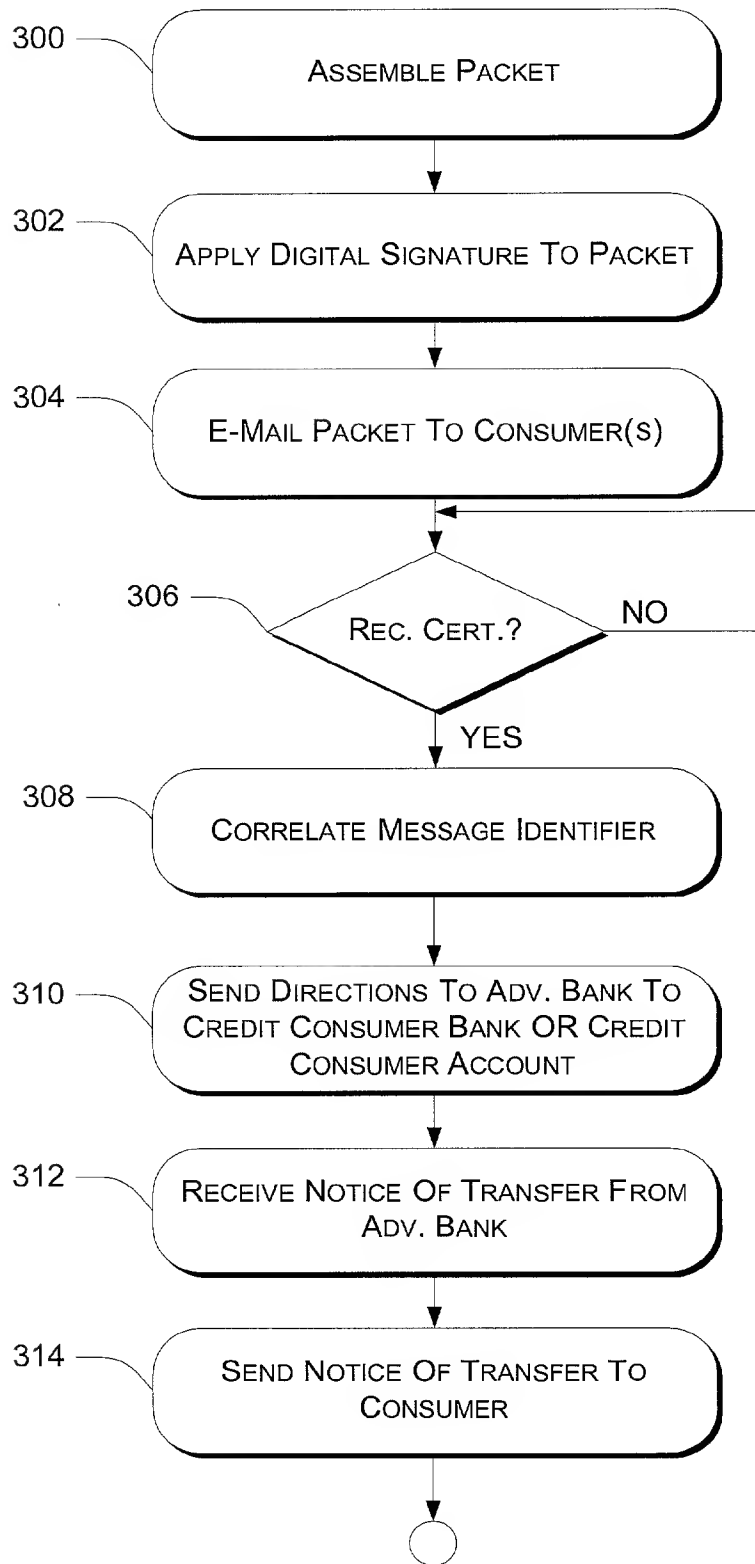 300
ASSEMBLE PACKET
302
APPLY DIGITAL SIGNATURE TO PACKET
304
E-MAIL PACKET TO CONSUMER(S)
306
REC. CERT.?
NO
YES
308
CORRELATE MESSAGE IDENTIFIER
310
SEND DIRECTIONS TO ADV. BANK TO
CREDIT CONSUMER BANK OR CREDIT
CONSUMER ACCOUNT
312
RECEIVE NOTICE OF TRANSFER FROM
ADV. BANK
314
SEND NOTICE OF TRANSFER TO
CONSUMER